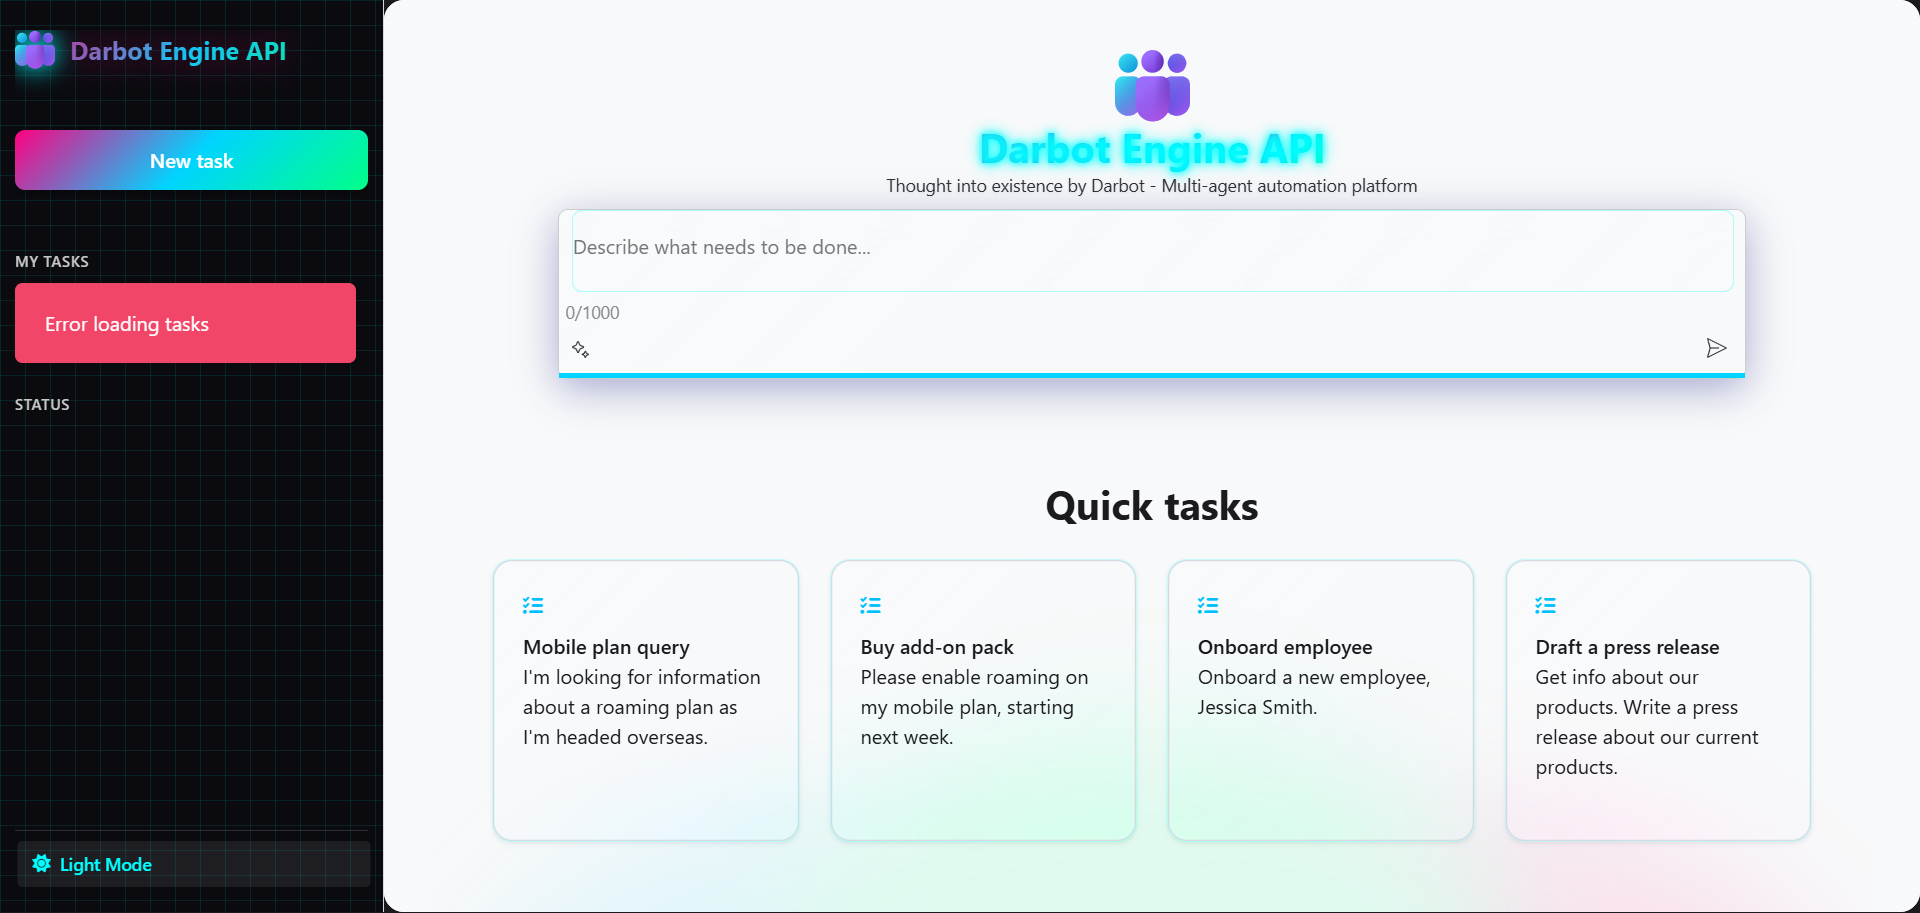 Darbot Engine API
New task
MY TASKS
Error loading tasks
STATUS
Light Mode
Darbot Engine API
Thought into existence by Darbot - Multi-agent automation platform
Describe what needs to be done...
0/1000
Quick tasks
Mobile plan query
I'm looking for information
about a roaming plan as
I'm headed overseas.
Buy add-on pack
Please enable roaming on
my mobile plan, starting
next week.
Onboard employee
Onboard a new employee,
Jessica Smith.
Draft a press release
Get info about our
products. Write a press
release about our current
products.